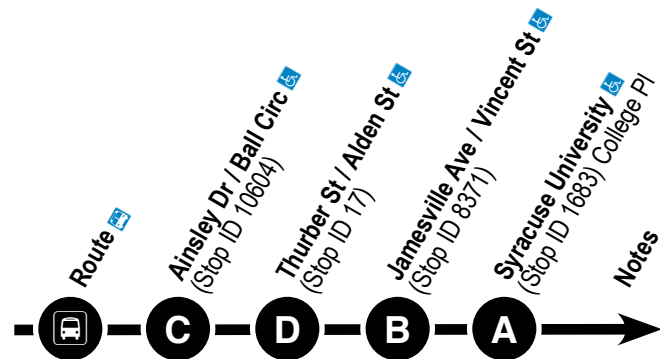 Route
Ainsley Dr / Ball Circ
(Stop ID 10604)
Thurber St / Alden St
(Stop ID 17)
Jamesville Ave / Vincent St
(Stop ID 8371)
Syracuse University
(Stop ID 1683) College Pl
Notes
C
D
B
A